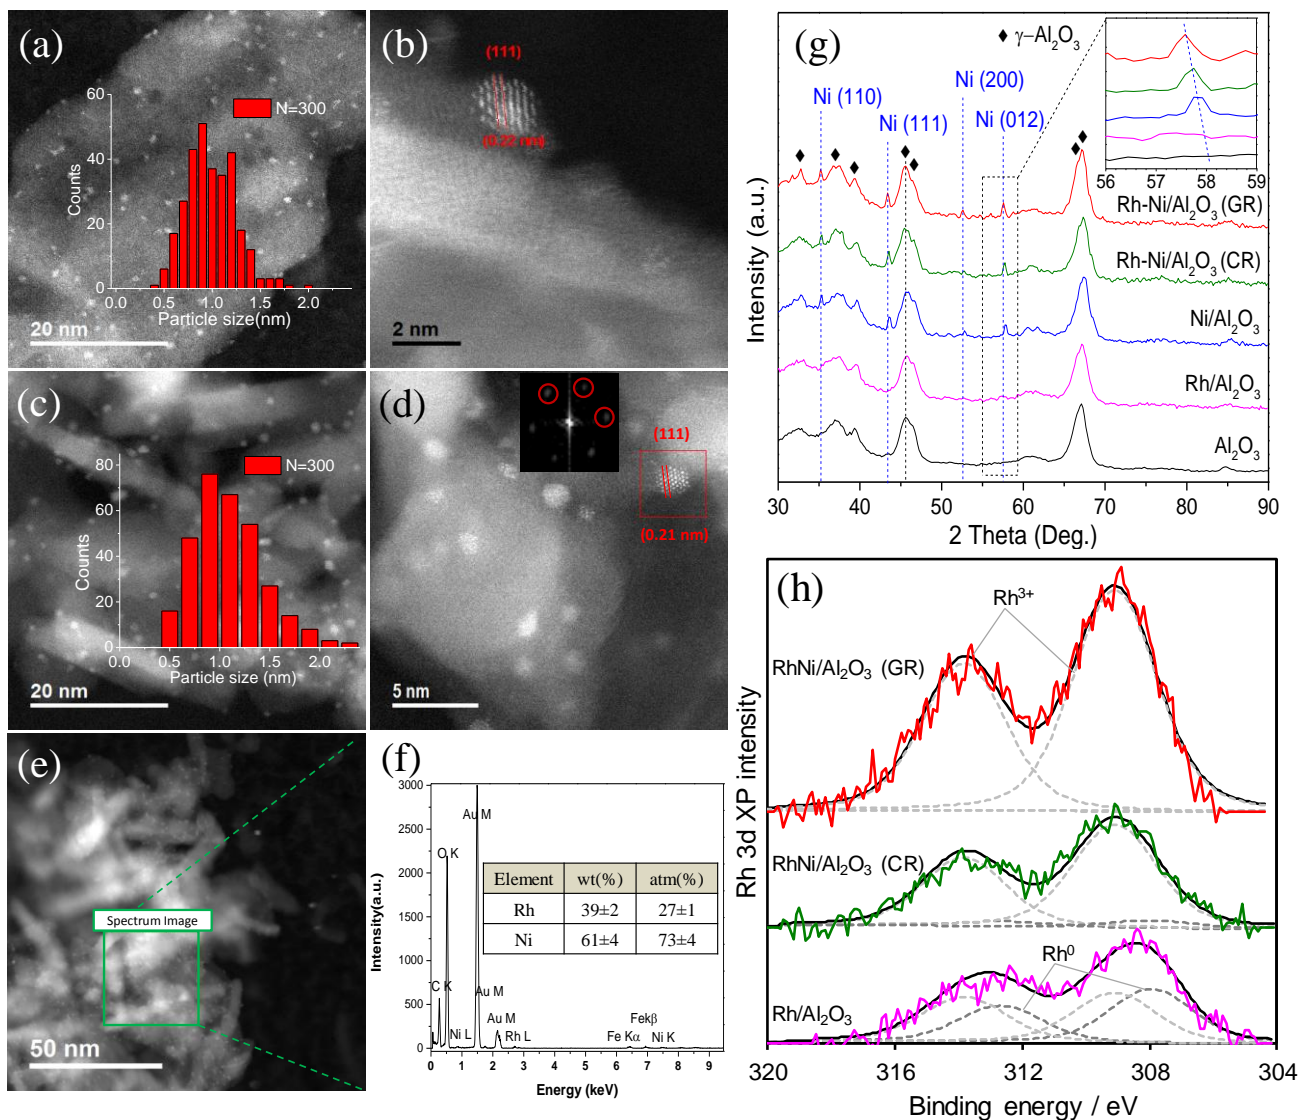 (a)
N=300
60
40
20
0
Counts
0.0 0.5 1.0 1.5 2.0
Particle size(nm)
20 nm
(b)
(111)
(0.22 nm)
2 nm
(c)
N=300
80
60
40
20
0
Counts
0.0 0.5 1.0 1.5 2.0
Particle size (nm)
20 nm
(d)
(111)
(0.21 nm)
5 nm
(e)
Spectrum Image
50 nm
(f)
3000
2500
2000
1500
1000
500
0
Intensity(a.u.)
Au M
O K
C K
Ni L
Au M
Au M
Rh L
Fe Kα
Fekβ
Ni K
Element wt(%) atm(%)
Rh 39±2 27±1
Ni 61±4 73±4
0 1 2 3 4 5 6 7 8 9
Energy (keV)
(g)
♦ γ–Al₂O₃
Ni (110)
Ni (111)
Ni (200)
Ni (012)
56 57 58 59
Rh-Ni/Al₂O₃ (GR)
Rh-Ni/Al₂O₃ (CR)
Ni/Al₂O₃
Rh/Al₂O₃
Al₂O₃
Intensity (a.u.)
30 40 50 60 70 80 90
2 Theta (Deg.)
(h)
Rh³⁺
RhNi/Al₂O₃ (GR)
RhNi/Al₂O₃ (CR)
Rh⁰
Rh/Al₂O₃
Rh 3d XP intensity
320 316 312 308 304
Binding energy / eV